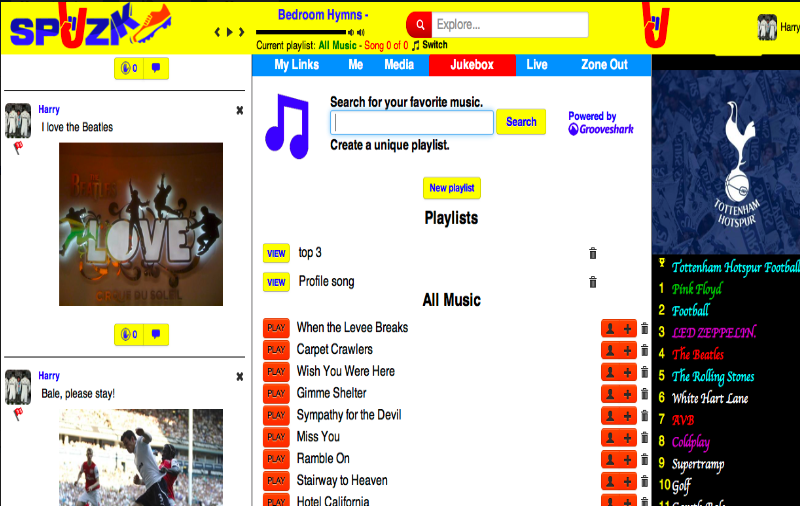 SPUZK
Bedroom Hymns -
Explore...
Harry
Current playlist: All Music - Song 0 of 0 Switch
My Links Me Media Jukebox Live Zone Out
0
Harry
I love the Beatles
BEATLES
LOVE
CIRQUE DU SOLEIL
0
Harry
Bale, please stay!
Search for your favorite music.
Search
Create a unique playlist.
Powered by
Grooveshark
New playlist
Playlists
VIEW top 3
VIEW Profile song
All Music
PLAY When the Levee Breaks
PLAY Carpet Crawlers
PLAY Wish You Were Here
PLAY Gimme Shelter
PLAY Sympathy for the Devil
PLAY Miss You
PLAY Ramble On
PLAY Stairway to Heaven
PLAY Hotel California
TOTTENHAM
HOTSPUR
Tottenham Hotspur Football
1 Pink Floyd
2 Football
3 LED ZEPPELIN.
4 The Beatles
5 The Rolling Stones
6 White Hart Lane
7 AVB
8 Coldplay
9 Supertramp
10 Golf
11 Gareth Bale